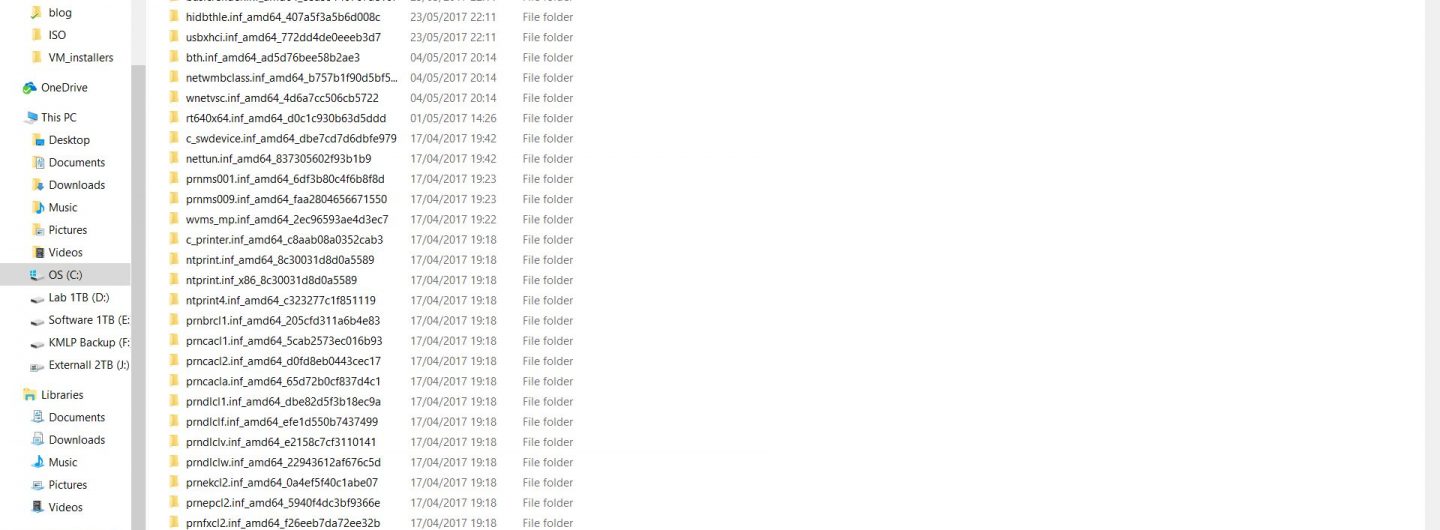 blog
ISO
VM_installers
OneDrive
This PC
Desktop
Documents
Downloads
Music
Pictures
Videos
OS (C:)
Lab 1TB (D:)
Software 1TB (E:
KMLP Backup (F:
Externall 2TB (J:)
Libraries
Documents
Downloads
Music
Pictures
Videos
hidbthle.inf_amd64_407a5f3a5b6d008c 23/05/2017 22:11 File folder
usbxhci.inf_amd64_772dd4de0eeeb3d7 23/05/2017 22:11 File folder
bth.inf_amd64_ad5d76bee58b2ae3 04/05/2017 20:14 File folder
netwmbclass.inf_amd64_b757b1f90d5bf5... 04/05/2017 20:14 File folder
wnetvsc.inf_amd64_4d6a7cc506cb5722 04/05/2017 20:14 File folder
rt640x64.inf_amd64_d0c1c930b63d5ddd 01/05/2017 14:26 File folder
c_swdevice.inf_amd64_dbe7cd7d6dbfe979 17/04/2017 19:42 File folder
nettun.inf_amd64_837305602f93b1b9 17/04/2017 19:42 File folder
prnms001.inf_amd64_6df3b80c4f6b8f8d 17/04/2017 19:23 File folder
prnms009.inf_amd64_faa2804656671550 17/04/2017 19:23 File folder
wvms_mp.inf_amd64_2ec96593ae4d3ec7 17/04/2017 19:22 File folder
c_printer.inf_amd64_c8aab08a0352cab3 17/04/2017 19:18 File folder
ntprint.inf_amd64_8c30031d8d0a5589 17/04/2017 19:18 File folder
ntprint.inf_x86_8c30031d8d0a5589 17/04/2017 19:18 File folder
ntprint4.inf_amd64_c323277c1f851119 17/04/2017 19:18 File folder
prnbrcl1.inf_amd64_205cfd311a6b4e83 17/04/2017 19:18 File folder
prncacl1.inf_amd64_5cab2573ec016b93 17/04/2017 19:18 File folder
prncacl2.inf_amd64_d0fd8eb0443cec17 17/04/2017 19:18 File folder
prncacla.inf_amd64_65d72b0cf837d4c1 17/04/2017 19:18 File folder
prndlcl1.inf_amd64_dbe82d5f3b18ec9a 17/04/2017 19:18 File folder
prndlclf.inf_amd64_efe1d550b7437499 17/04/2017 19:18 File folder
prndlclv.inf_amd64_e2158c7cf3110141 17/04/2017 19:18 File folder
prndlclw.inf_amd64_22943612af676c5d 17/04/2017 19:18 File folder
prnekcl2.inf_amd64_0a4ef5f40c1abe07 17/04/2017 19:18 File folder
prnepcl2.inf_amd64_5940f4dc3bf9366e 17/04/2017 19:18 File folder
prnfxcl2.inf_amd64_f26eeb7da72ee32b 17/04/2017 19:18 File folder